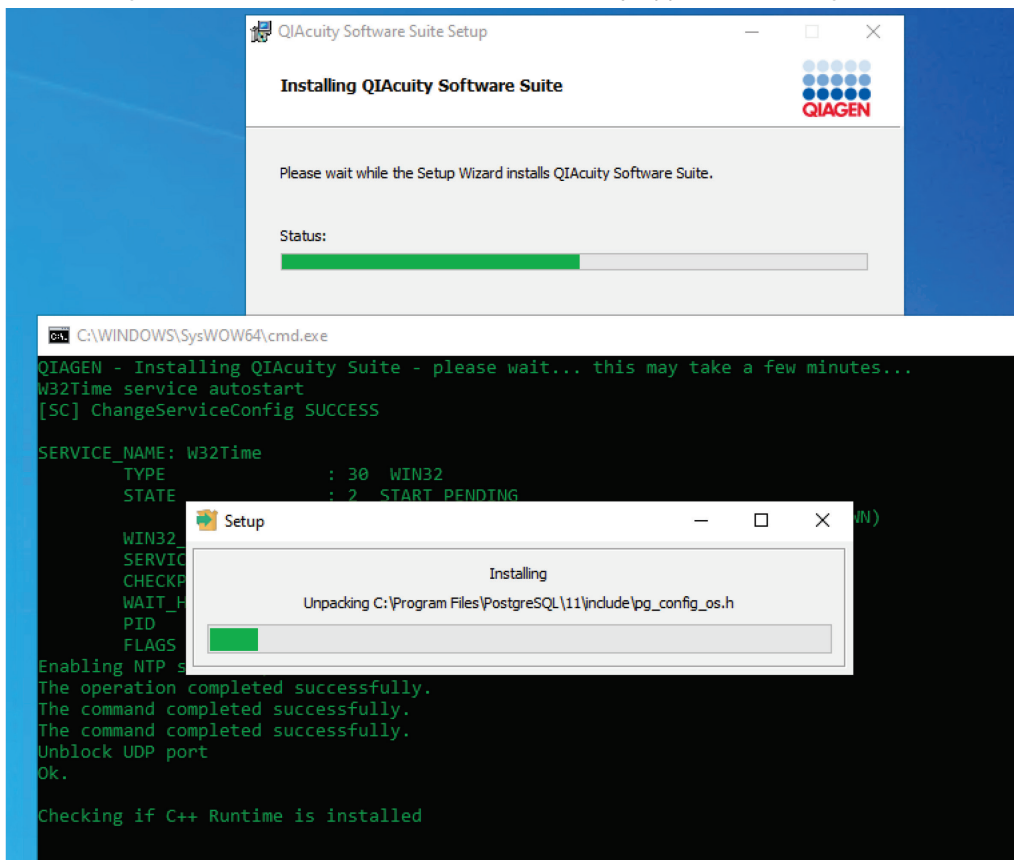 QIAcuity Software Suite Setup
Installing QIAcuity Software Suite
QIAGEN
Please wait while the Setup Wizard installs QIAcuity Software Suite.
Status:
C:\WINDOWS\SysWOW64\cmd.exe
QIAGEN - Installing QIAcuity Suite - please wait... this may take a few minutes...
W32Time service autostart
[SC] ChangeServiceConfig SUCCESS
SERVICE_NAME: W32Time
TYPE : 30 WIN32
STATE : 2 START_PENDING
WN)
WIN32_
SERVIC
CHECKP
WAIT_H
PID
FLAGS
Setup
Installing
Unpacking C:\Program Files\PostgreSQL\11\include\pg_config_os.h
Enabling NTP s
The operation completed successfully.
The command completed successfully.
The command completed successfully.
Unblock UDP port
Ok.
Checking if C++ Runtime is installed